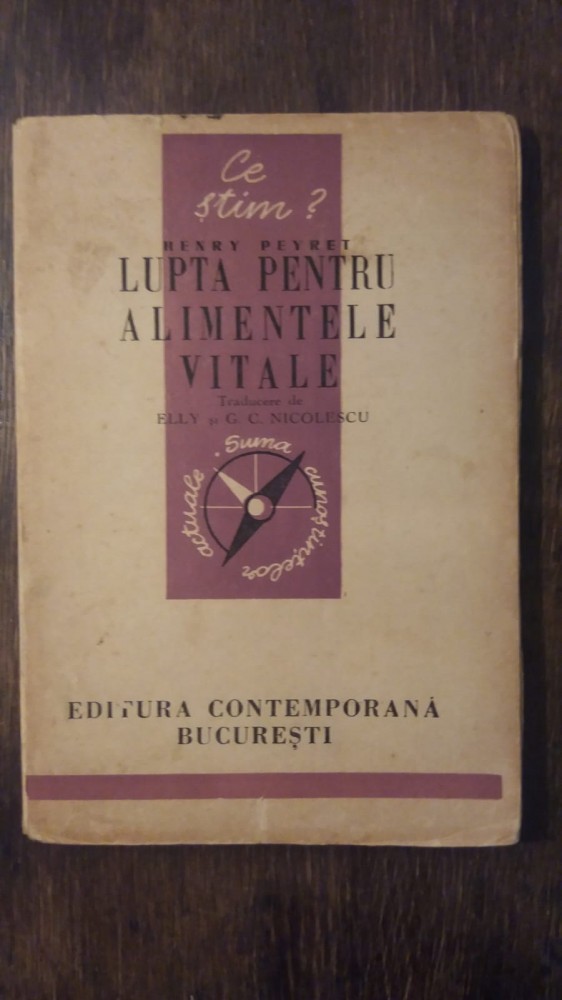 Ce
știm?
HENRY PEYRET
LUPTA PENTRU
ALIMENTELE
VITALE
Traducere de
ELLY și G. C. NICOLESCU
Suma cunoștințelor actuale
EDITURA CONTEMPORANĂ
BUCUREȘTI